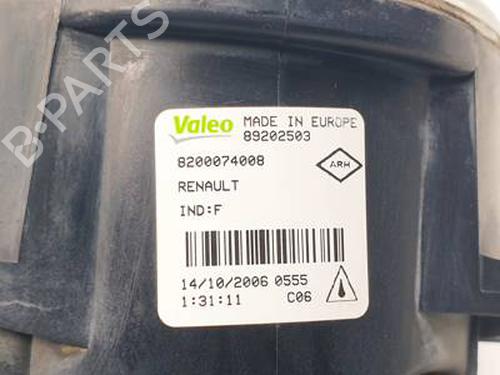 Valeo MADE IN EUROPE
89202503
8200074008
ARH
RENAULT
IND:F
14/10/2006 0555
1:31:11 C06
B-PARTS